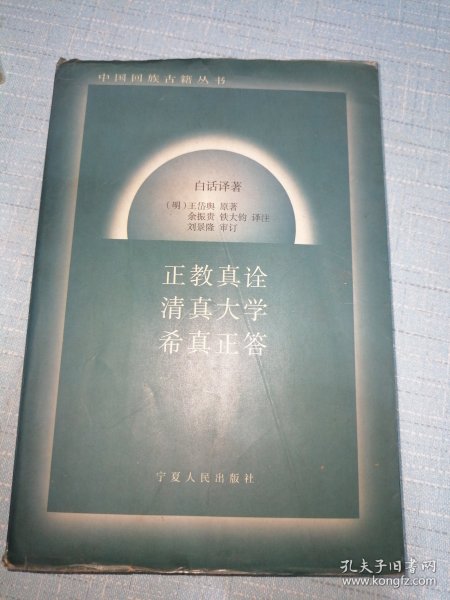 中国回族古籍丛书
白话译著
(明)王岱舆 原著
余振贵 铁大钧 译注
刘景隆 审订
正教真诠
清真大学
希真正答
宁夏人民出版社
孔夫子旧书网
www.kongfz.com